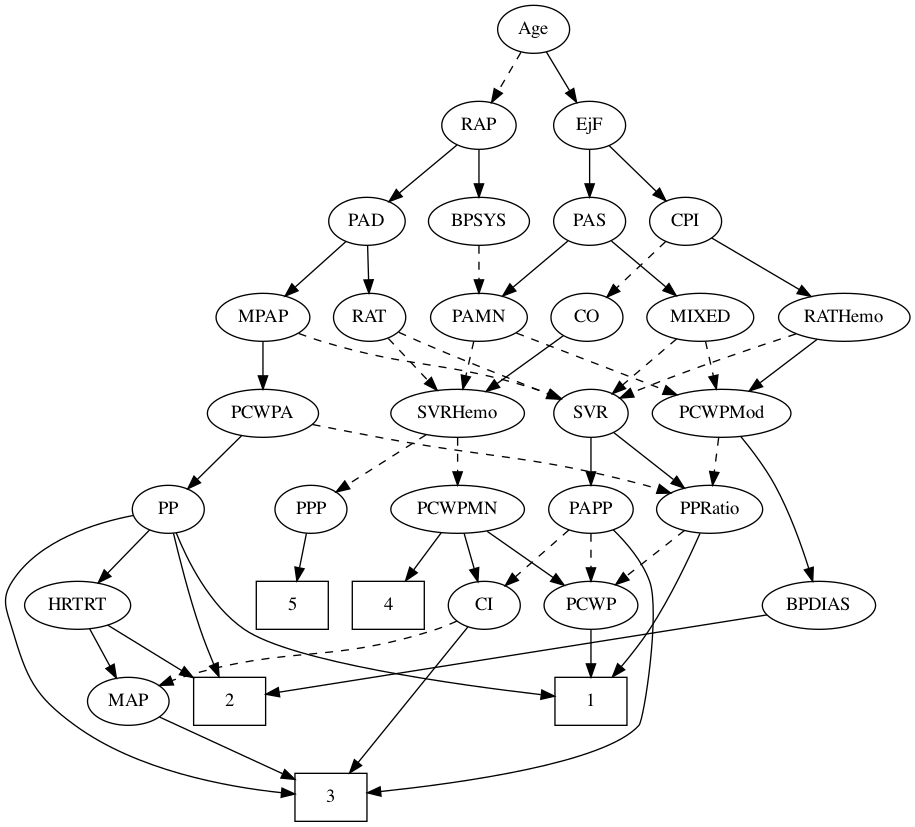 Age
RAP
EjF
PAD
BPSYS
PAS
CPI
MPAP
RAT
PAMN
CO
MIXED
RATHemo
PCWPA
SVRHemo
SVR
PCWPMod
PP
PPP
PCWPMN
PAPP
PPRatio
HRTRT
5
4
CI
PCWP
BPDIAS
MAP
2
1
3